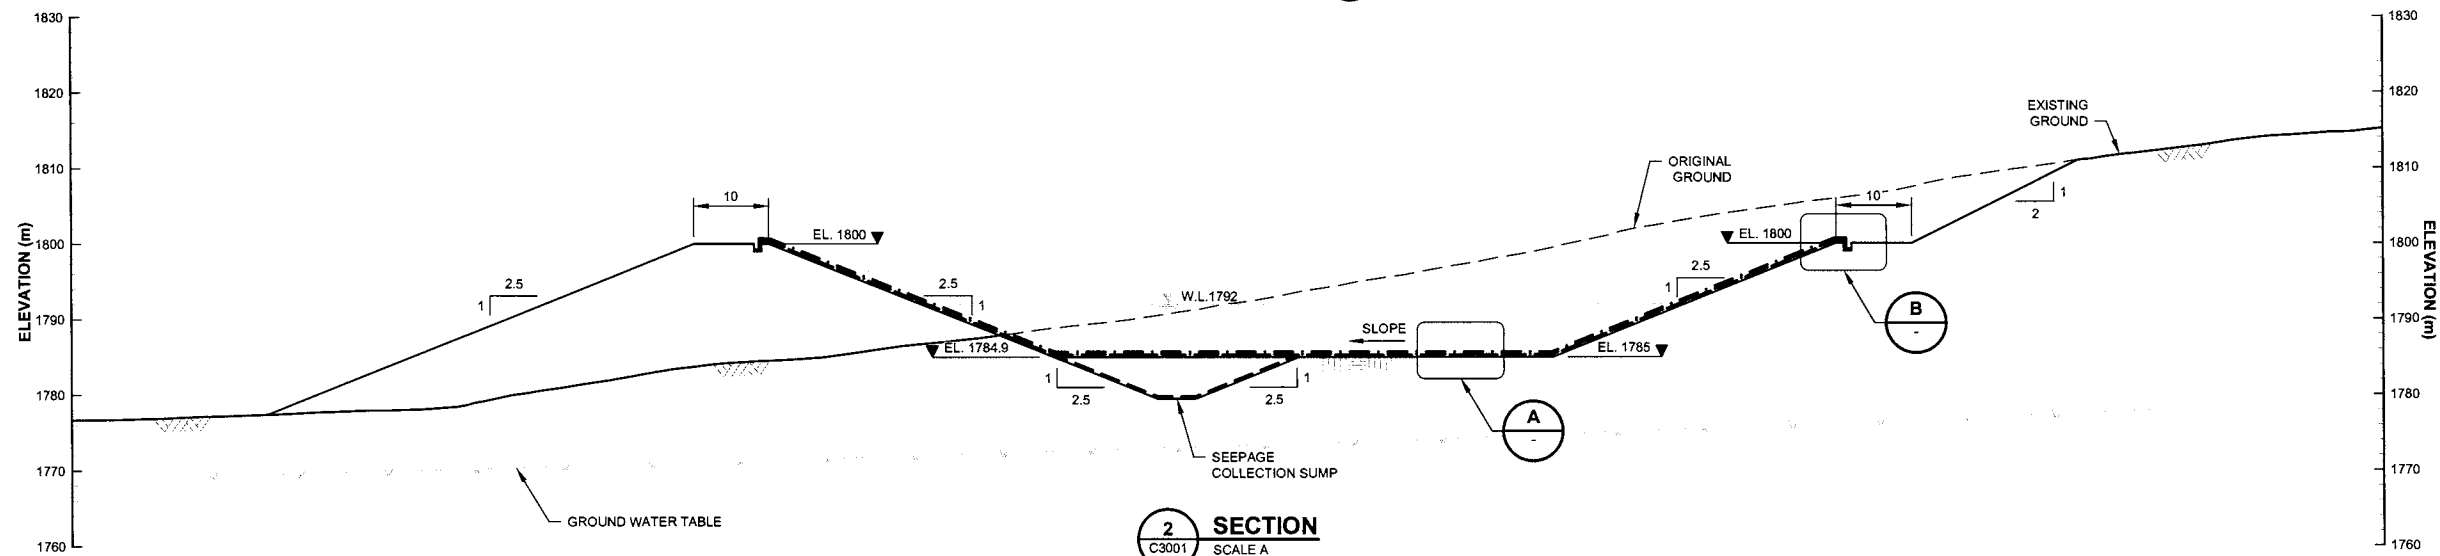 1830
1830
1820
1820
EXISTING
GROUND
1810
1810
ORIGINAL
GROUND
1
2
10
10
ELEVATION (m)
1800
EL. 1800
EL. 1800
1800
ELEVATION (m)
2.5
1
2.5
1
W.L.1792
2.5
1
B
-
1790
1790
SLOPE
EL. 1784.9
EL. 1785
1
2.5
1
2.5
1780
1780
A
-
1770
1770
SEEPAGE
COLLECTION SUMP
GROUND WATER TABLE
2
C3001
SECTION
SCALE A
1760
1760